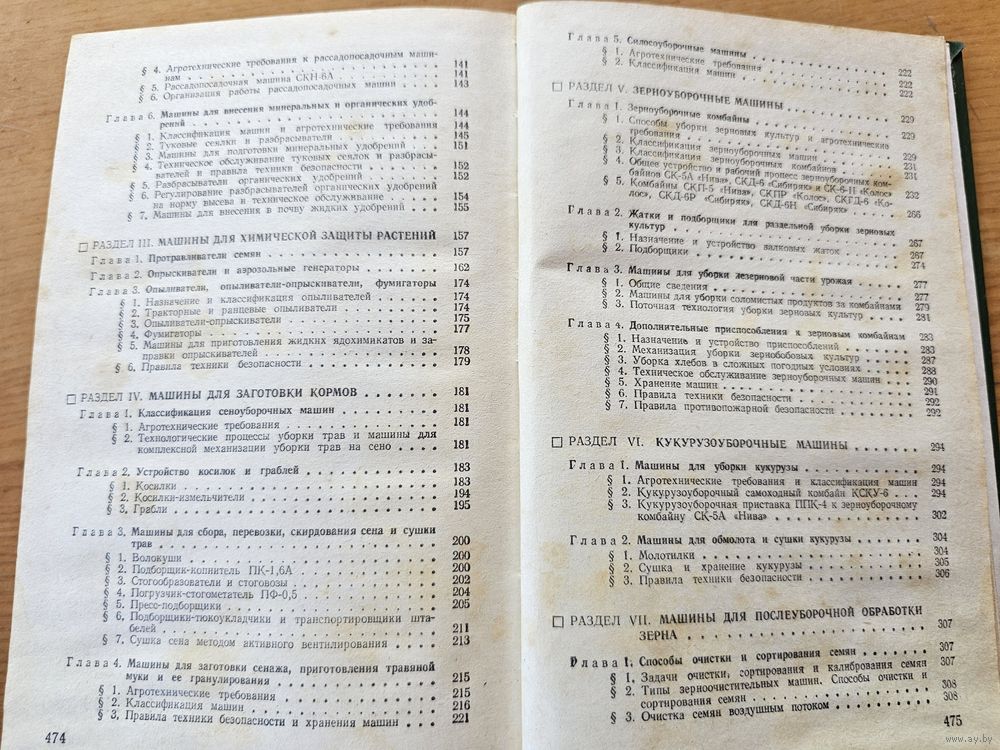 § 4. Агротехнические требования к рассадопосадочным маши-
нам 141
§ 5. Рассадопосадочная машина СКН-6А 141
§ 6. Организация работы рассадопосадочных машин 143
Глава 6. Машины для внесения минеральных и органических удоб-
рений 144
§ 1. Классификация машин и агротехнические требования 144
§ 2. Туковые сеялки и разбрасыватели 145
§ 3. Машины для подготовки минеральных удобрений 151
§ 4. Техническое обслуживание туковых сеялок и разбрасы-
вателей и правила техники безопасности 152
§ 5. Разбрасыватели органических удобрений 152
§ 6. Регулирование разбрасывателей органических удобрений
на норму высева и техническое обслуживание 154
§ 7. Машины для внесения в почву жидких удобрений 155
РАЗДЕЛ III. МАШИНЫ ДЛЯ ХИМИЧЕСКОЙ ЗАЩИТЫ РАСТЕНИЙ 157
Глава 1. Протравливатели семян 157
Глава 2. Опрыскиватели и аэрозольные генераторы 162
Глава 3. Опыливатели, опыливатели-опрыскиватели, фумигаторы 174
§ 1. Назначение и классификация опыливателей 174
§ 2. Тракторные и ранцевые опыливатели 174
§ 3. Опыливатели-опрыскиватели 175
§ 4. Фумигаторы 177
§ 5. Машины для приготовления жидких ядохимикатов и за-
правки опрыскивателей 178
§ 6. Правила техники безопасности 179
РАЗДЕЛ IV. МАШИНЫ ДЛЯ ЗАГОТОВКИ КОРМОВ 181
Глава 1. Классификация сеноуборочных машин 181
§ 1. Агротехнические требования 181
§ 2. Технологические процессы уборки трав и машины для
комплексной механизации уборки трав на сено 181
Глава 2. Устройство косилок и граблей 183
§ 1. Косилки 183
§ 2. Косилки-измельчители 194
§ 3. Грабли 195
Глава 3. Машины для сбора, перевозки, скирдования сена и сушки
трав 200
§ 1. Волокуши 200
§ 2. Подборщик-копнитель ПК-1,6А 200
§ 3. Стогообразователи и стоговозы 202
§ 4. Погрузчик-стогометатель ПФ-0,5 204
§ 5. Пресс-подборщики 205
§ 6. Подборщики-тюкоукладчики и транспортировщики шта-
белей 211
§ 7. Сушка сена методом активного вентилирования 213
Глава 4. Машины для заготовки сенажа, приготовления травяной
муки и ее гранулирования 215
§ 1. Агротехнические требования 215
§ 2. Классификация машин 216
§ 3. Правила техники безопасности и хранения машин 221
474
Глава 5. Силосоуборочные машины 222
§ 1. Агротехнические требования 222
§ 2. Классификация машин 222
РАЗДЕЛ V. ЗЕРНОУБОРОЧНЫЕ МАШИНЫ 229
Глава 1. Зерноуборочные комбайны 229
§ 1. Способы уборки зерновых культур и агротехнические
требования 229
§ 2. Классификация зерноуборочных машин 231
§ 3. Классификация зерноуборочных комбайнов 231
§ 4. Общее устройство и рабочий процесс зерноуборочных ком-
байнов СК-5А «Нива», СКД-6 «Сибиряк» и СК-6-II «Колос» 232
§ 5. Комбайны СКП-5 «Нива», СКПР «Колос», СКГД-6 «Ко-
лос», СКД-6Р «Сибиряк», СКД-6Н «Сибиряк» 266
Глава 2. Жатки и подборщики для раздельной уборки зерновых
культур 267
§ 1. Назначение и устройство валковых жаток 267
§ 2. Подборщики 274
Глава 3. Машины для уборки незерновой части урожая 277
§ 1. Общие сведения 277
§ 2. Машины для уборки соломистых продуктов за комбайнами 279
§ 3. Поточная технология уборки зерновых культур 281
Глава 4. Дополнительные приспособления к зерновым комбайнам 283
§ 1. Назначение и устройство приспособлений 283
§ 2. Механизация уборки зернобобовых культур 287
§ 3. Уборка хлебов в сложных погодных условиях 288
§ 4. Техническое обслуживание зерноуборочных машин 290
§ 5. Хранение машин 291
§ 6. Правила техники безопасности 292
§ 7. Правила противопожарной безопасности 292
РАЗДЕЛ VI. КУКУРУЗОУБОРОЧНЫЕ МАШИНЫ 294
Глава 1. Машины для уборки кукурузы 294
§ 1. Агротехнические требования и классификация машин 294
§ 2. Кукурузоуборочный самоходный комбайн КСКУ-6 294
§ 3. Кукурузоуборочная приставка ППК-4 к зерноуборочному
комбайну СК-5А «Нива» 302
Глава 2. Машины для обмолота и сушки кукурузы 304
§ 1. Молотилки 304
§ 2. Сушка и хранение кукурузы 305
§ 3. Правила техники безопасности 306
РАЗДЕЛ VII. МАШИНЫ ДЛЯ ПОСЛЕУБОРОЧНОЙ ОБРАБОТКИ
ЗЕРНА 307
Глава 1. Способы очистки и сортирования семян 307
§ 1. Задачи очистки, сортирования и калибрования семян 307
§ 2. Типы зерноочистительных машин. Способы очистки и
сортирования семян 308
§ 3. Очистка семян воздушным потоком 308
475
www.ay.by